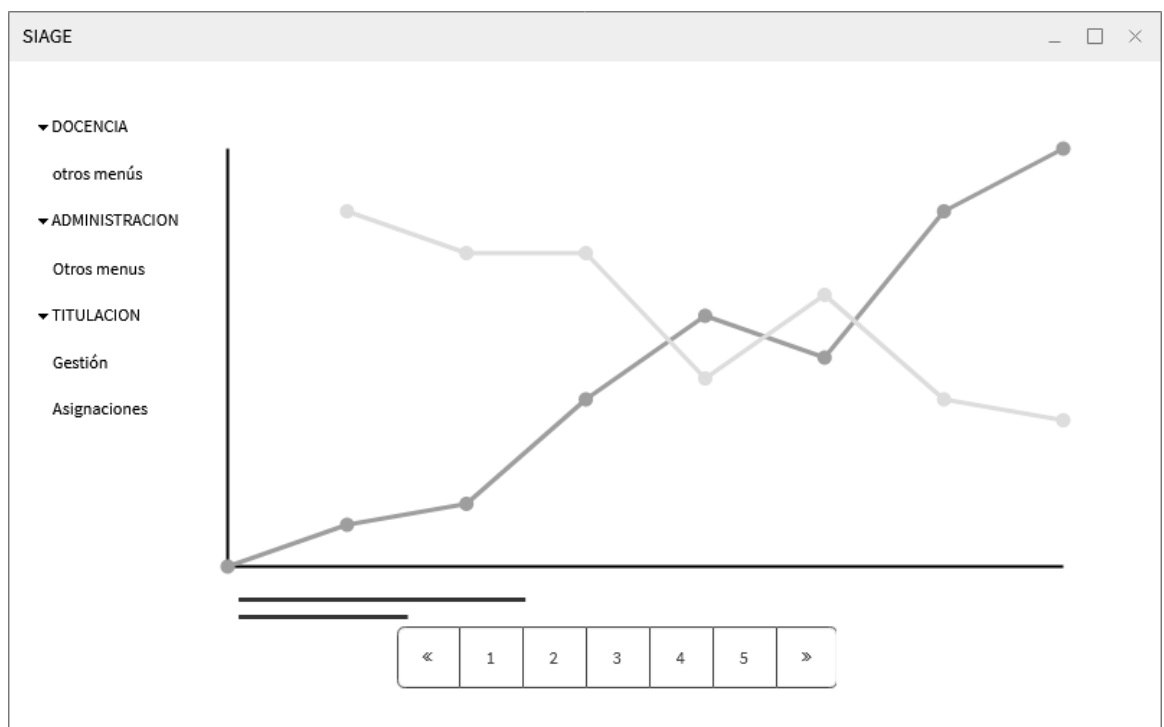 SIAGE
DOCENCIA
otros menús
ADMINISTRACION
Otros menus
TITULACION
Gestión
Asignaciones
« 1 2 3 4 5 »